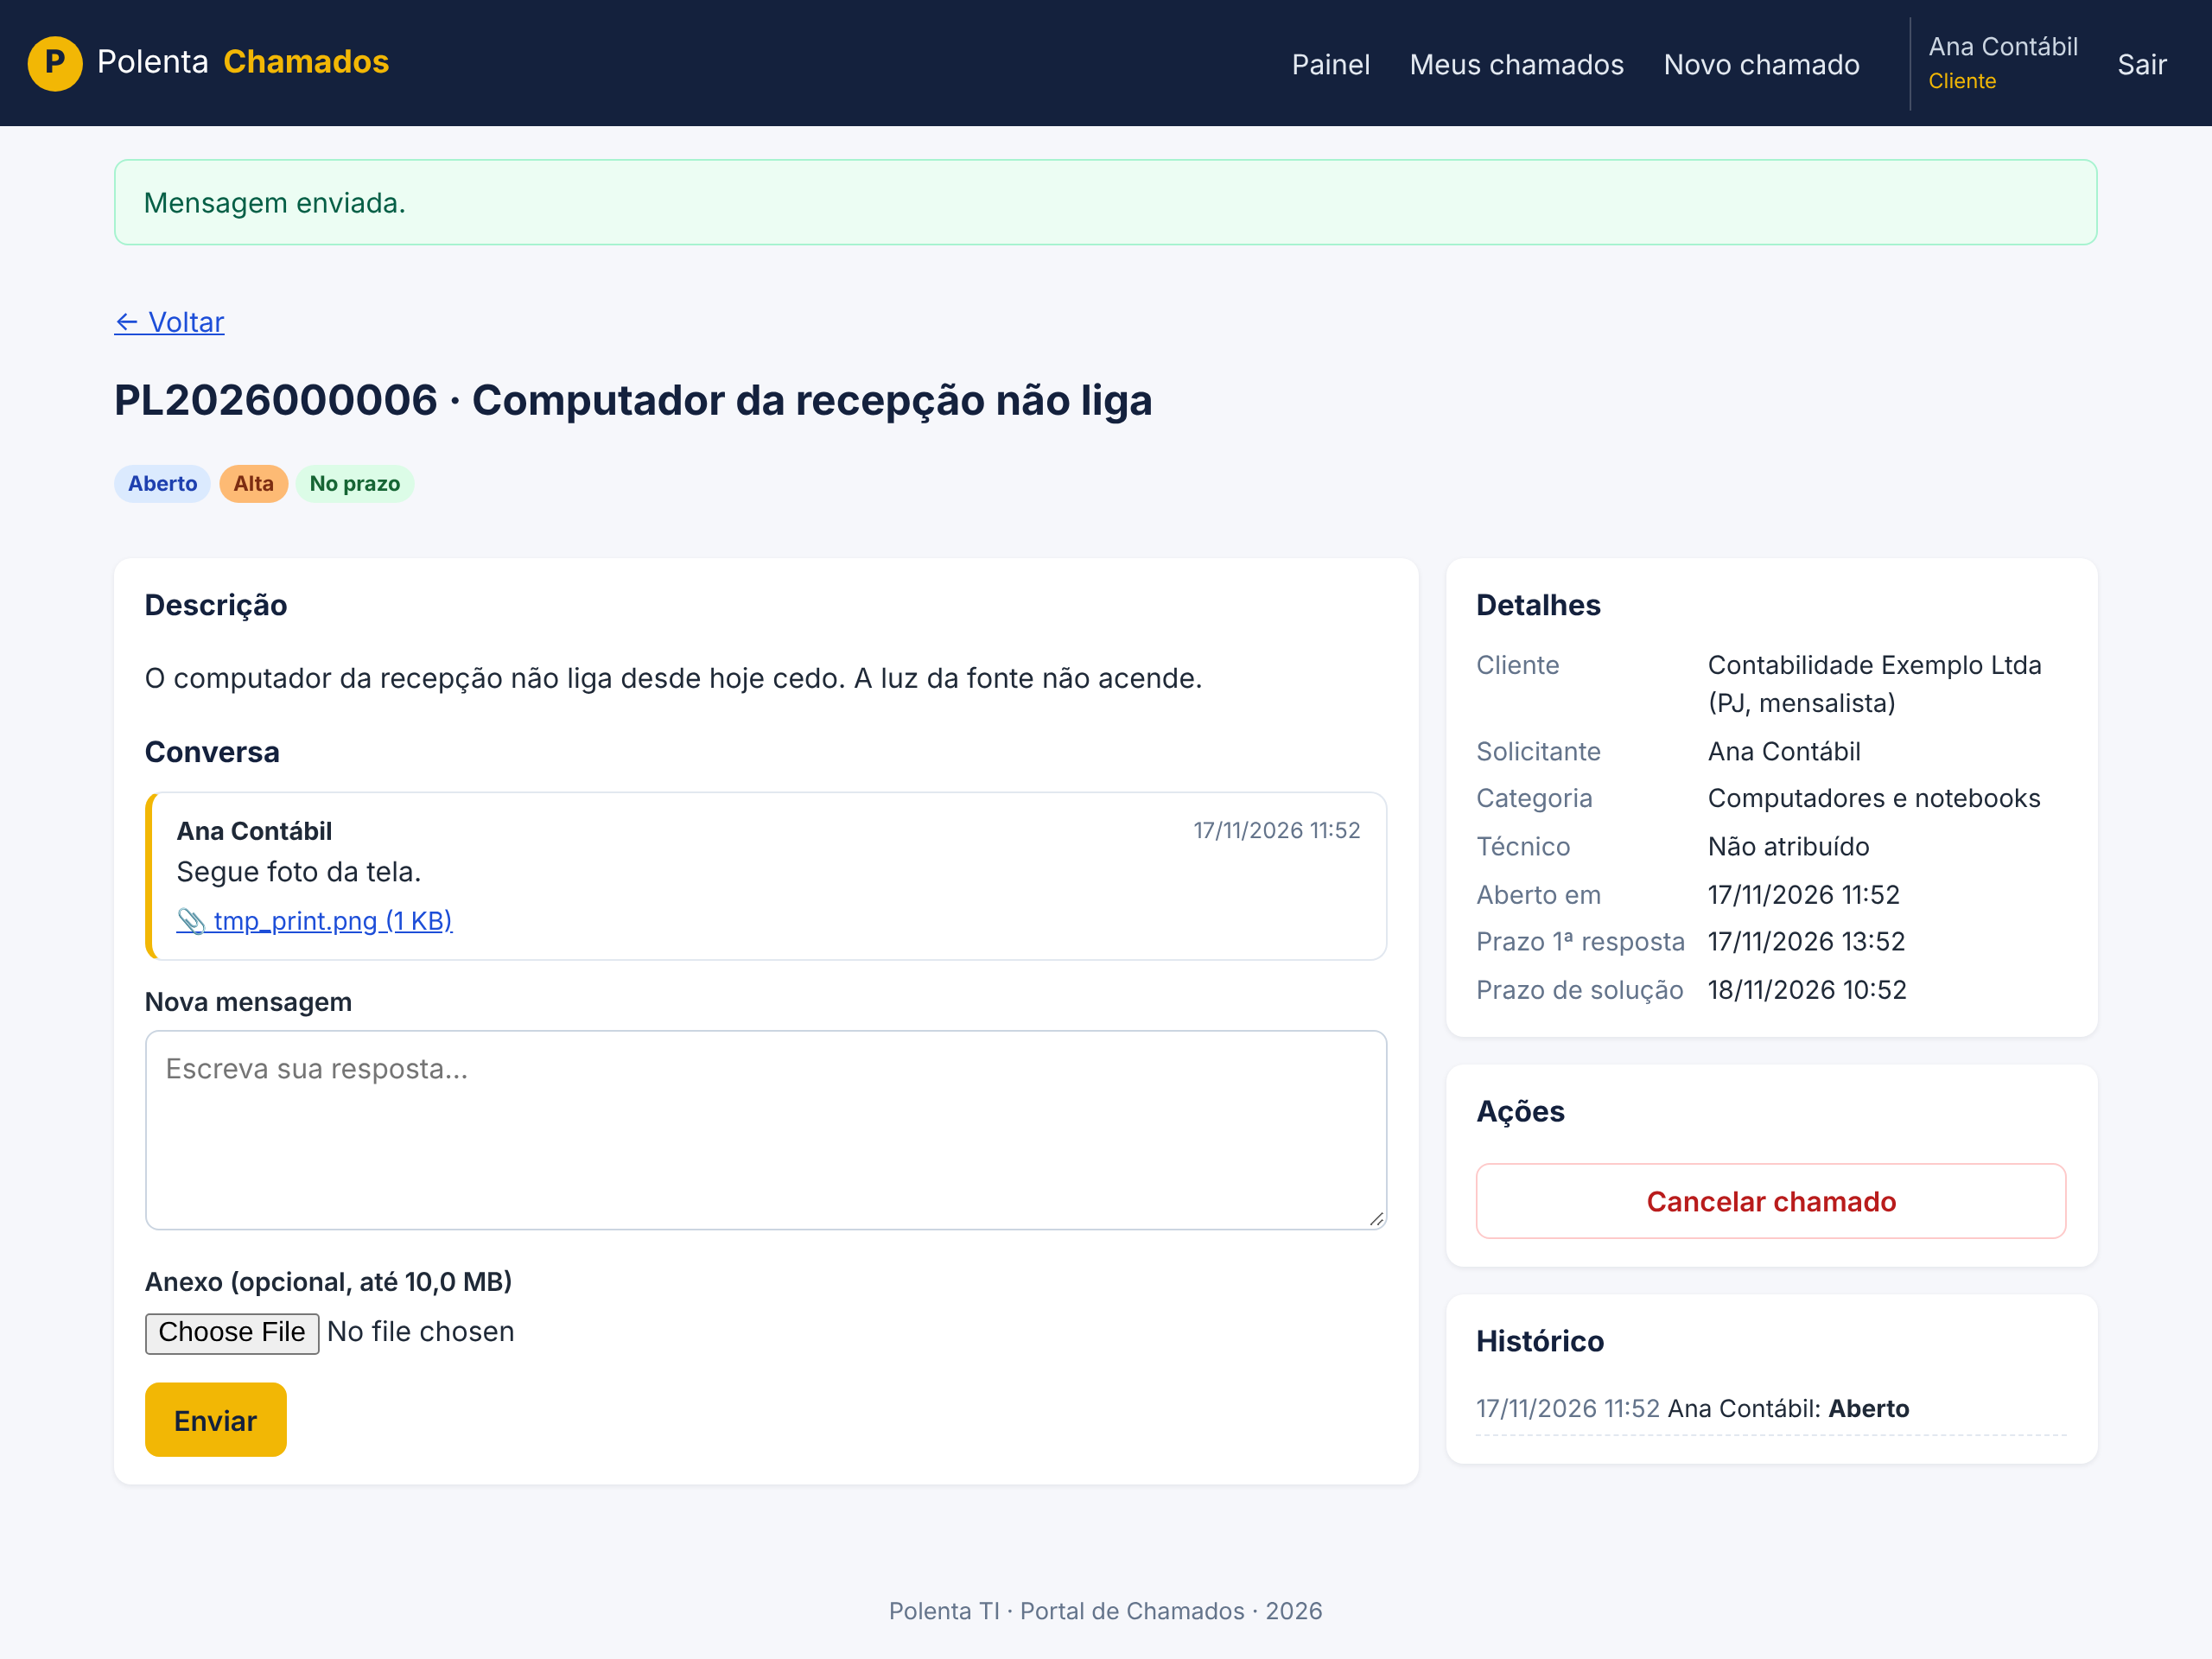 P Polenta Chamados
Painel Meus chamados Novo chamado Ana Contábil Cliente Sair
Mensagem enviada.
← Voltar
PL2026000006 · Computador da recepção não liga
Aberto Alta No prazo
Descrição
O computador da recepção não liga desde hoje cedo. A luz da fonte não acende.
Conversa
Ana Contábil 17/11/2026 11:52
Segue foto da tela.
📎 tmp_print.png (1 KB)
Nova mensagem
Escreva sua resposta...
Anexo (opcional, até 10,0 MB)
Choose File No file chosen
Enviar
Detalhes
Cliente Contabilidade Exemplo Ltda
(PJ, mensalista)
Solicitante Ana Contábil
Categoria Computadores e notebooks
Técnico Não atribuído
Aberto em 17/11/2026 11:52
Prazo 1ª resposta 17/11/2026 13:52
Prazo de solução 18/11/2026 10:52
Ações
Cancelar chamado
Histórico
17/11/2026 11:52 Ana Contábil: Aberto
Polenta TI · Portal de Chamados · 2026